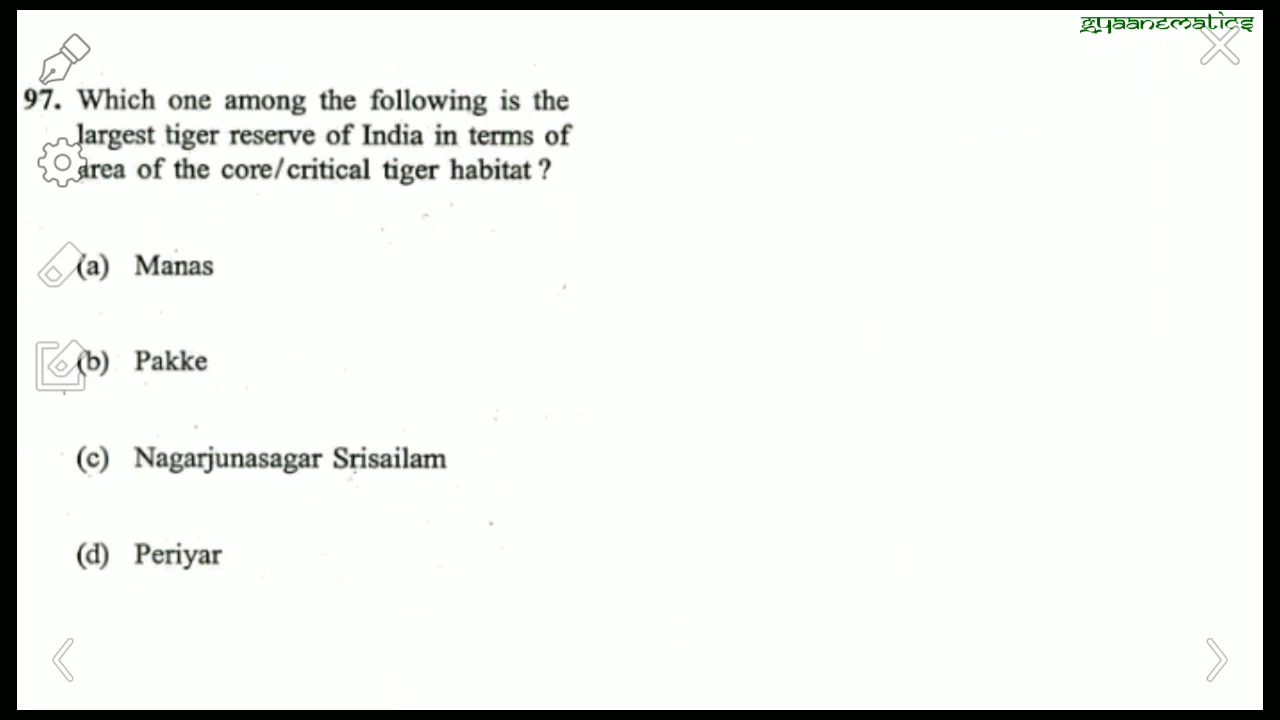 gyaanematics
97. Which one among the following is the
largest tiger reserve of India in terms of
area of the core/critical tiger habitat ?
(a) Manas
(b) Pakke
(c) Nagarjunasagar Srisailam
(d) Periyar